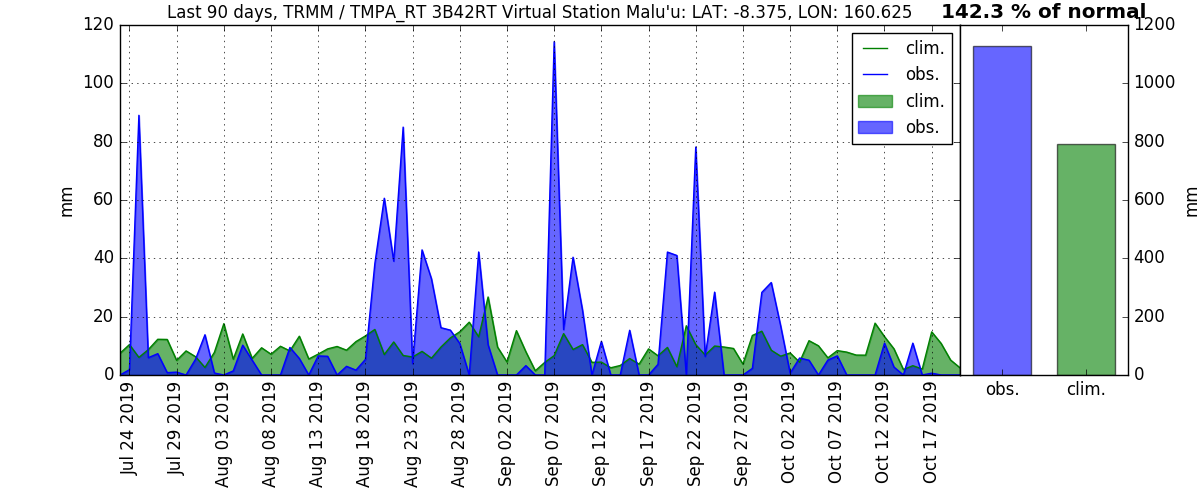 Last 90 days, TRMM / TMPA_RT 3B42RT Virtual Station Malu'u: LAT: -8.375, LON: 160.625
142.3 % of normal
120
100
80
60
40
20
0
mm
clim.
obs.
clim.
obs.
1200
1000
800
600
400
200
0
mm
obs.
clim.
Jul 24 2019
Jul 29 2019
Aug 03 2019
Aug 08 2019
Aug 13 2019
Aug 18 2019
Aug 23 2019
Aug 28 2019
Sep 02 2019
Sep 07 2019
Sep 12 2019
Sep 17 2019
Sep 22 2019
Sep 27 2019
Oct 02 2019
Oct 07 2019
Oct 12 2019
Oct 17 2019